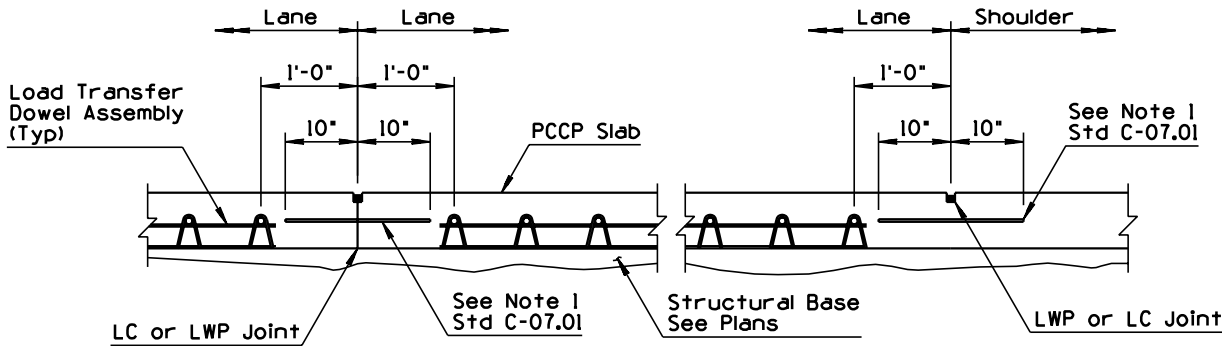 Lane
Lane
Lane
Shoulder
1'-0"
1'-0"
1'-0"
Load Transfer
Dowel Assembly
(Typ)
10"
10"
PCCP Slab
10"
10"
See Note 1
Std C-07.01
LC or LWP Joint
See Note 1
Std C-07.01
Structural Base
See Plans
LWP or LC Joint